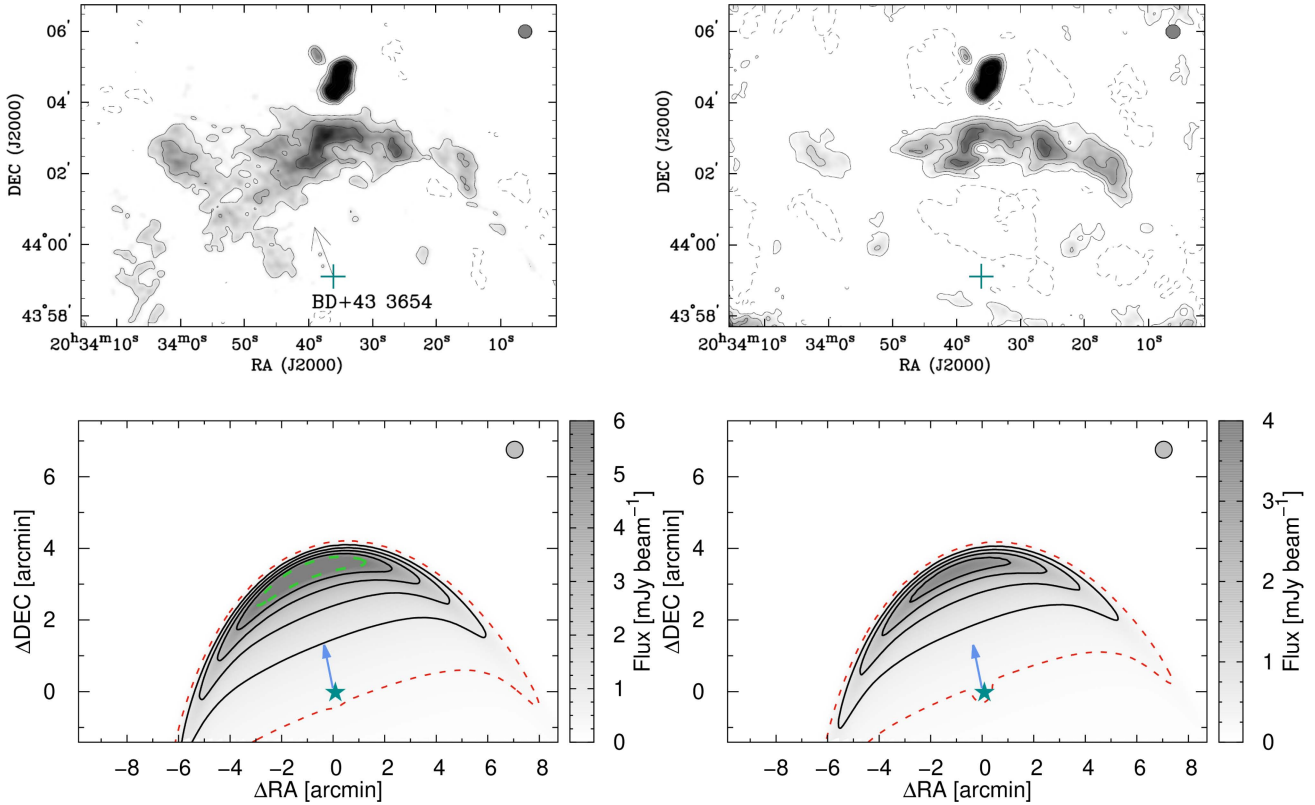 06′
04′
02′
44° 00′
43° 58′
DEC (J2000)
BD+43 3654
20ʰ34ᵐ10ˢ 34ᵐ0ˢ 50ˢ 40ˢ 30ˢ 20ˢ 10ˢ
RA (J2000)
06′
04′
02′
44° 00′
43° 58′
DEC (J2000)
20ʰ34ᵐ10ˢ 34ᵐ0ˢ 50ˢ 40ˢ 30ˢ 20ˢ 10ˢ
RA (J2000)
6
4
2
0
ΔDEC [arcmin]
−8 −6 −4 −2 0 2 4 6 8
ΔRA [arcmin]
6
5
4
3
2
1
0
Flux [mJy beam⁻¹]
6
4
2
0
ΔDEC [arcmin]
−8 −6 −4 −2 0 2 4 6 8
ΔRA [arcmin]
4
3
2
1
0
Flux [mJy beam⁻¹]